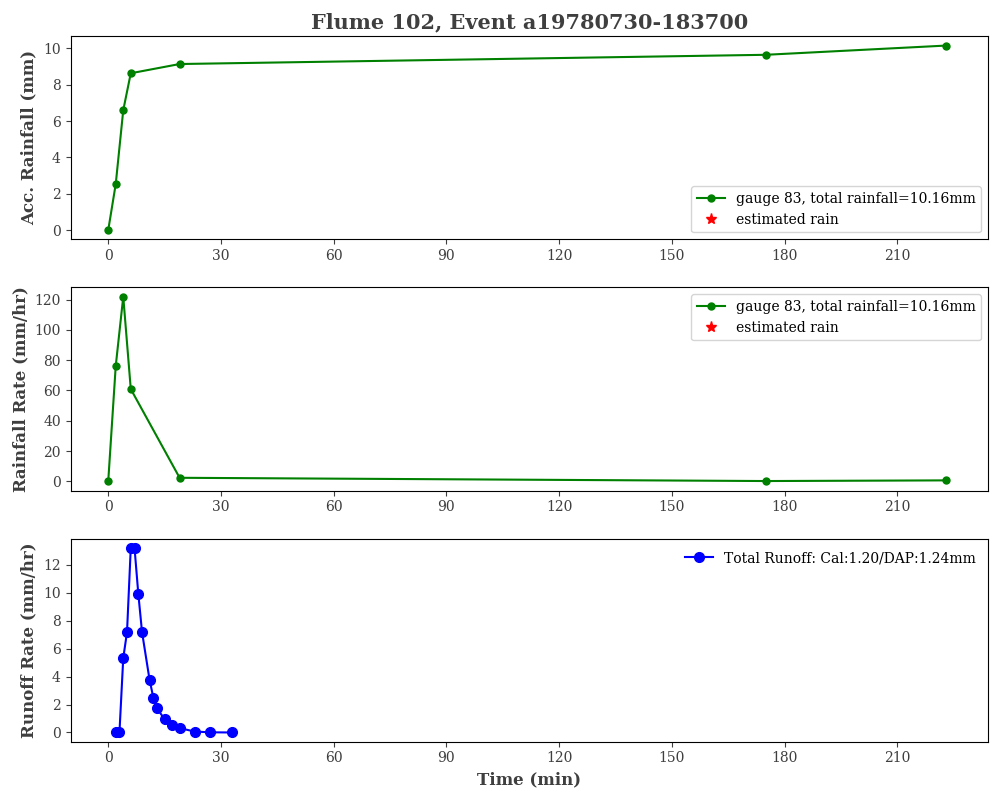 Flume 102, Event a19780730-183700
Acc. Rainfall (mm)
10
8
6
4
2
0
gauge 83, total rainfall=10.16mm
estimated rain
0 30 60 90 120 150 180 210
Rainfall Rate (mm/hr)
120
100
80
60
40
20
0
gauge 83, total rainfall=10.16mm
estimated rain
0 30 60 90 120 150 180 210
Runoff Rate (mm/hr)
12
10
8
6
4
2
0
Total Runoff: Cal:1.20/DAP:1.24mm
0 30 60 90 120 150 180 210
Time (min)